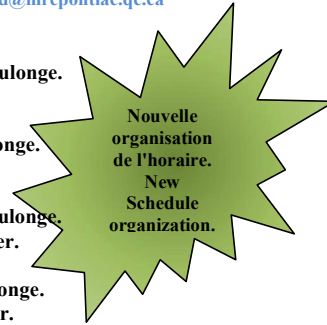 @mrcpontiac.qc.ca
ulonge.
onge.
Nouvelle
organisation
de l'horaire.
New
Schedule
organization.
ulonge.
er.
onge.
r.